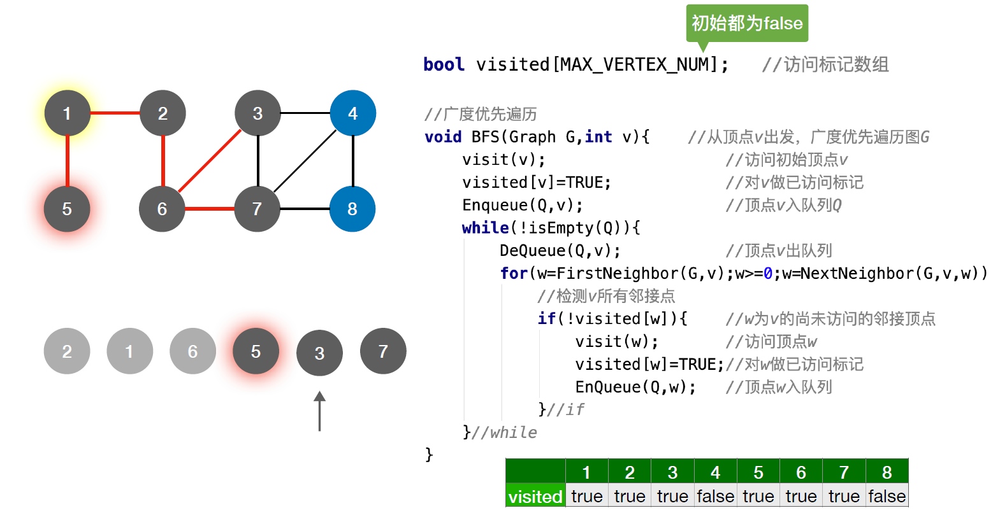 初始都为false
bool visited[MAX_VERTEX_NUM]; //访问标记数组
//广度优先遍历
void BFS(Graph G,int v){ //从顶点v出发，广度优先遍历图G
visit(v); //访问初始顶点v
visited[v]=TRUE; //对v做已访问标记
Enqueue(Q,v); //顶点v入队列Q
while(!isEmpty(Q)){
DeQueue(Q,v); //顶点v出队列
for(w=FirstNeighbor(G,v);w>=0;w=NextNeighbor(G,v,w))
//检测v所有邻接点
if(!visited[w]){ //w为v的尚未访问的邻接顶点
visit(w); //访问顶点w
visited[w]=TRUE;//对w做已访问标记
EnQueue(Q,w); //顶点w入队列
}//if
}//while
}
1 2 3 4
5 6 7 8
2 1 6 5 3 7
1 2 3 4 5 6 7 8
visited true true true false true true true false